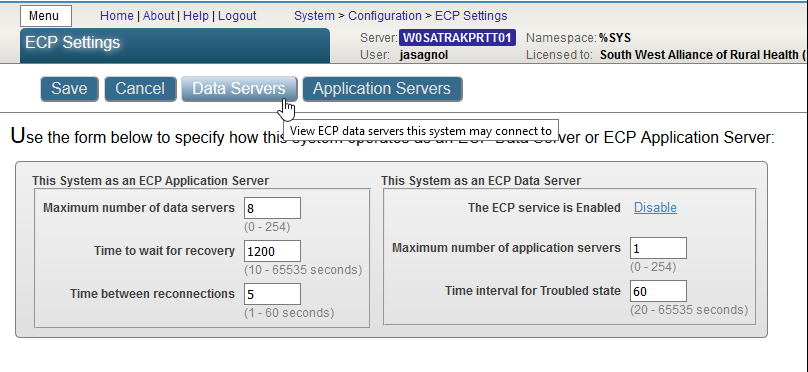 Menu Home | About | Help | Logout System > Configuration > ECP Settings
ECP Settings
Server: W0SATRAKPRTT01 Namespace: %SYS
User: jasagnol Licensed to: South West Alliance of Rural Health (
Save Cancel Data Servers Application Servers
View ECP data servers this system may connect to
Use the form below to specify how this system operates as an ECP Data Server or ECP Application Server:
This System as an ECP Application Server
Maximum number of data servers 8
(0 - 254)
Time to wait for recovery 1200
(10 - 65535 seconds)
Time between reconnections 5
(1 - 60 seconds)
This System as an ECP Data Server
The ECP service is Enabled Disable
Maximum number of application servers 1
(0 - 254)
Time interval for Troubled state 60
(20 - 65535 seconds)